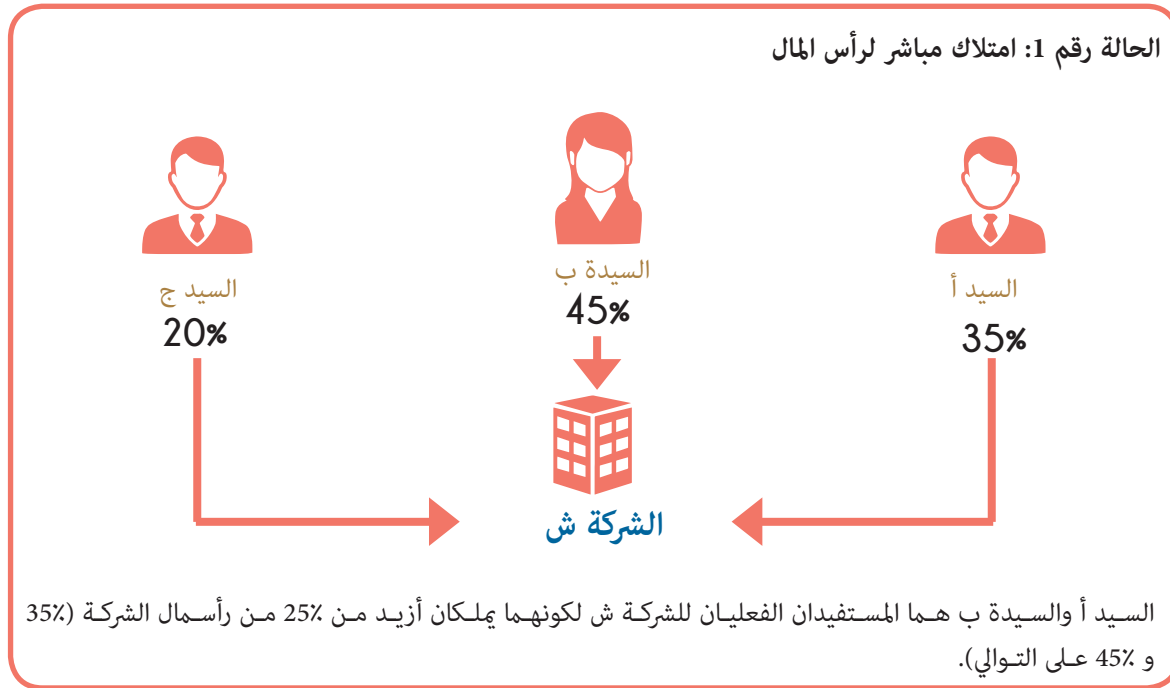 الحالة رقم 1: امتلاك مباشر لرأس المال
السيد أ
35%
السيدة ب
45%
السيد ج
20%
الشركة ش
السيد أ والسيدة ب هما المستفيدان الفعليان للشركة ش لكونهما يملكان أزيد من 25% من رأسمال الشركة (35%
و 45% على التوالي).